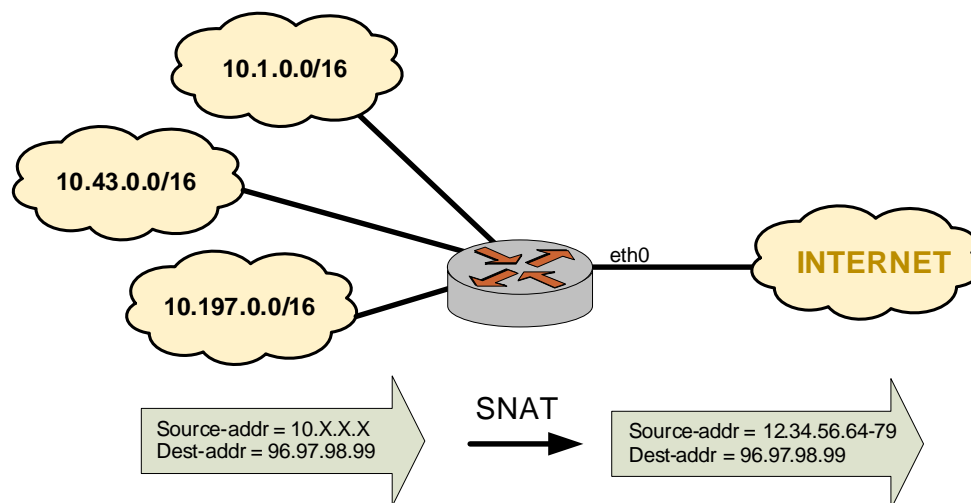 10.1.0.0/16
10.43.0.0/16
10.197.0.0/16
eth0
INTERNET
SNAT
Source-addr = 10.X.X.X
Dest-addr = 96.97.98.99
Source-addr = 12.34.56.64-79
Dest-addr = 96.97.98.99